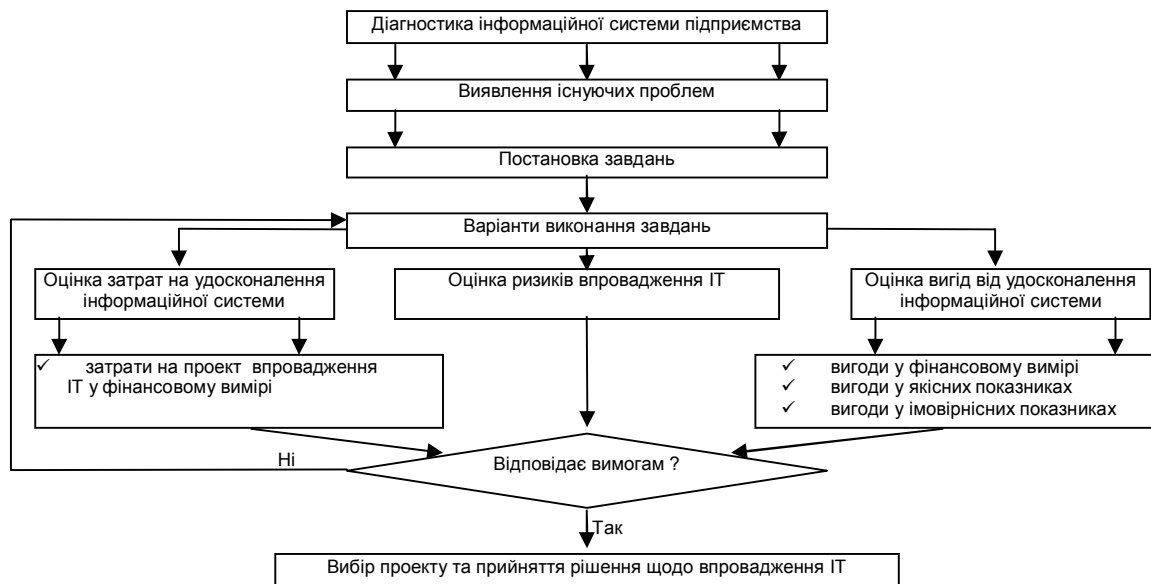 Діагностика інформаційної системи підприємства
Виявлення існуючих проблем
Постановка завдань
Варіанти виконання завдань
Оцінка затрат на удосконалення
інформаційної системи
Оцінка ризиків впровадження ІТ
Оцінка вигід від удосконалення
інформаційної системи
✓ затрати на проект впровадження
ІТ у фінансовому вимірі
✓ вигоди у фінансовому вимірі
✓ вигоди у якісних показниках
✓ вигоди у імовірнісних показниках
Ні
Відповідає вимогам ?
Так
Вибір проекту та прийняття рішення щодо впровадження ІТ